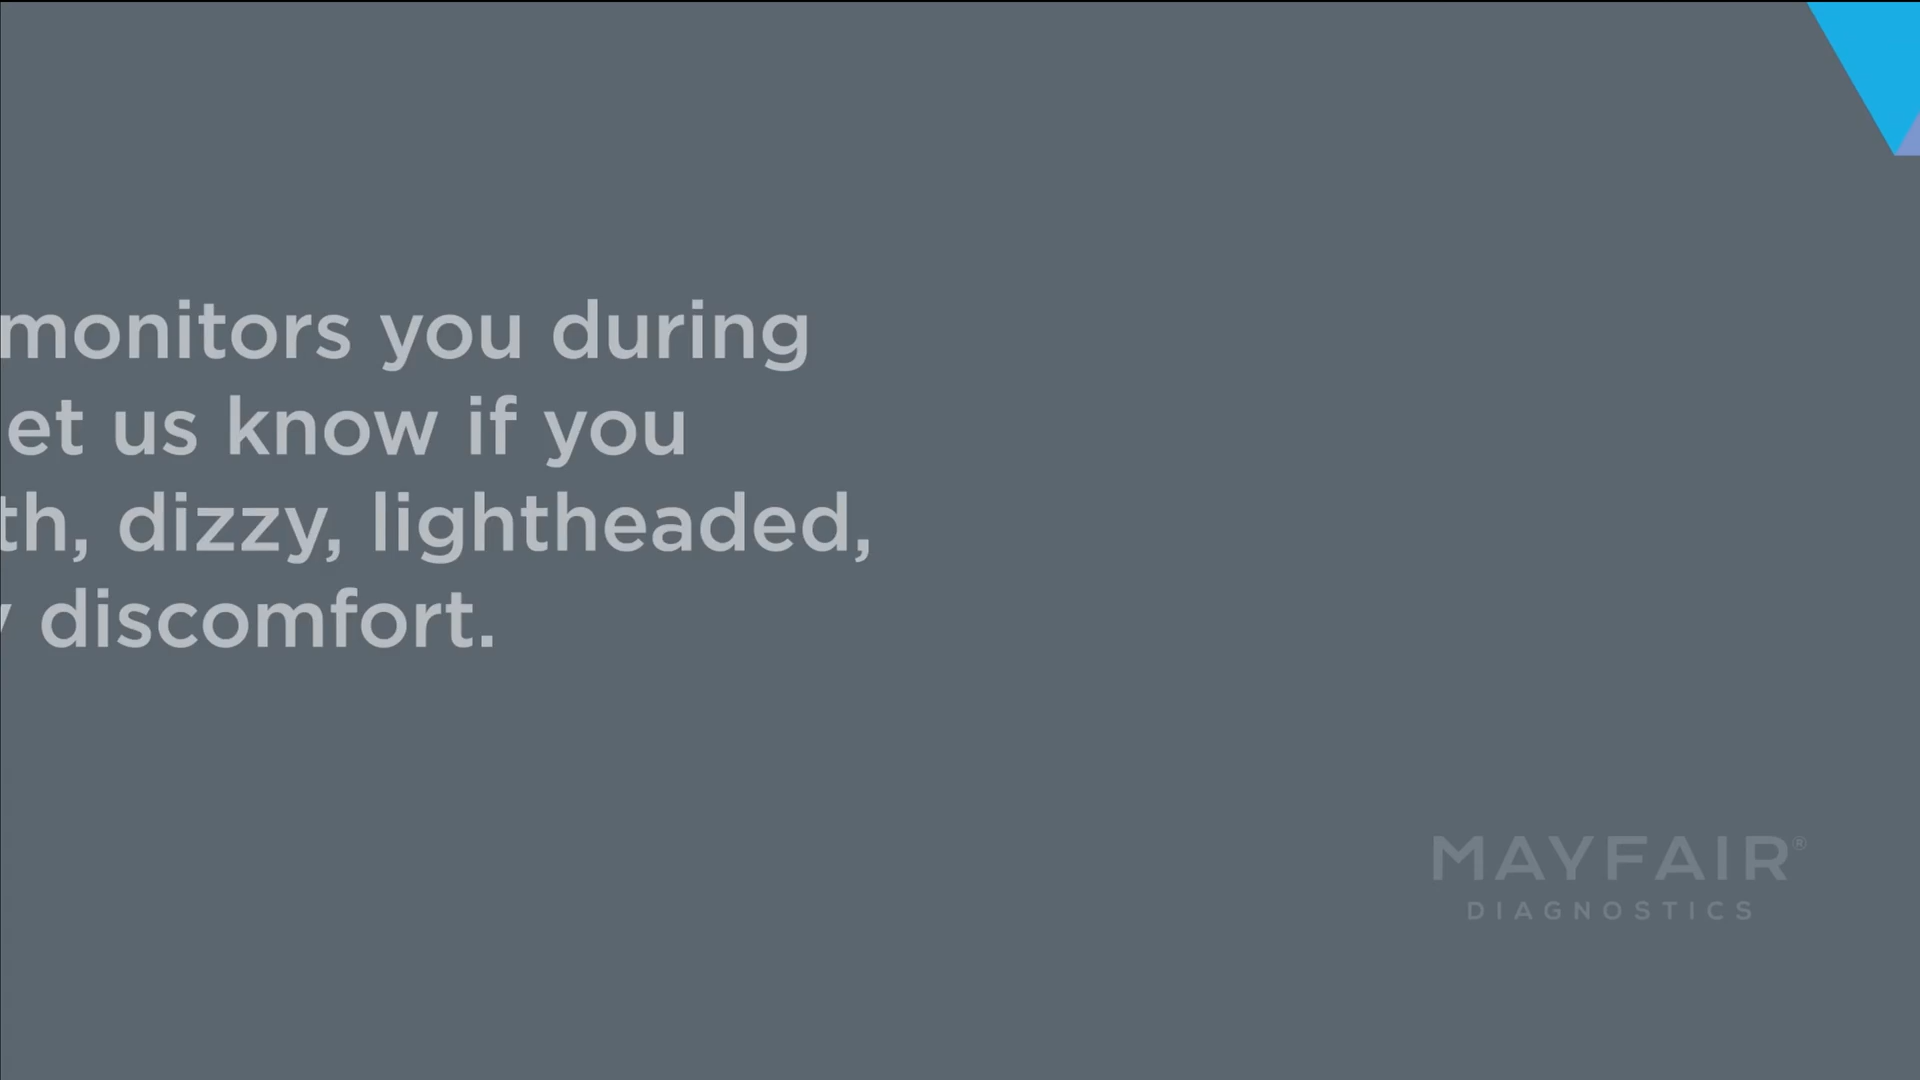 monitors you during
et us know if you
th, dizzy, lightheaded,
discomfort.
MAYFAIR®
DIAGNOSTICS